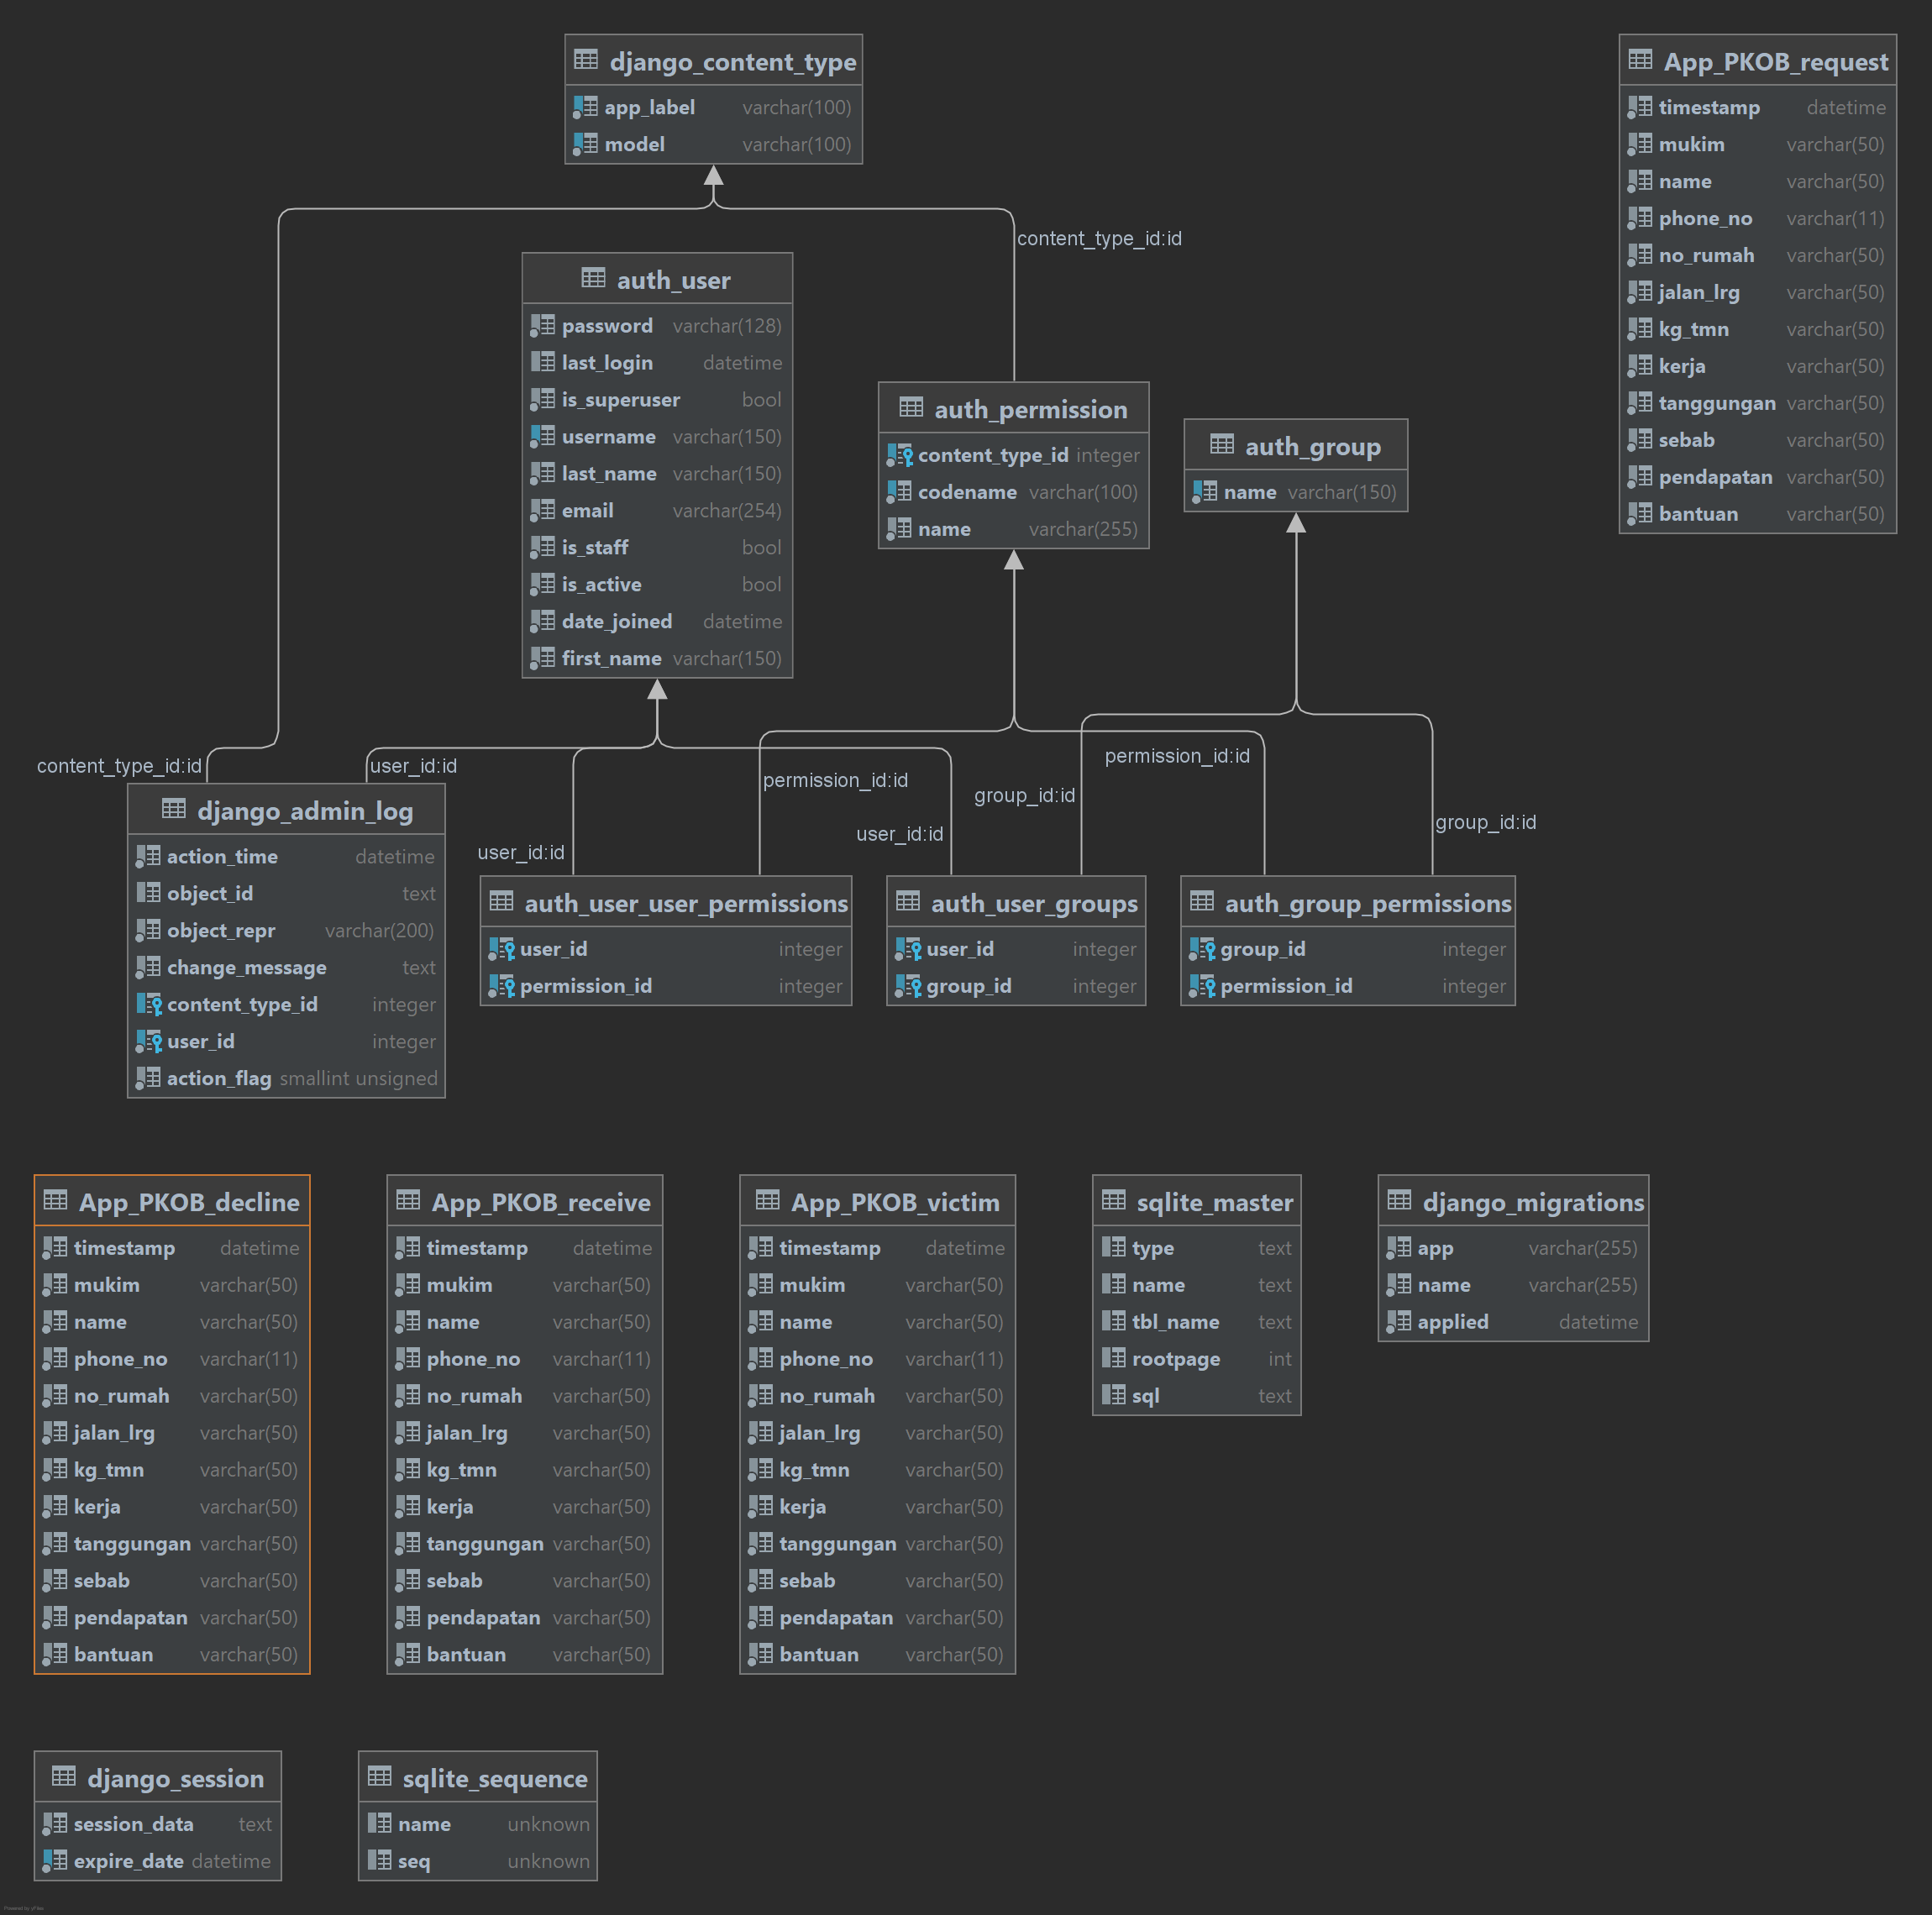 django_content_type
app_label varchar(100)
model varchar(100)
App_PKOB_request
timestamp datetime
mukim varchar(50)
name varchar(50)
phone_no varchar(11)
no_rumah varchar(50)
jalan_lrg varchar(50)
kg_tmn varchar(50)
kerja varchar(50)
tanggungan varchar(50)
sebab varchar(50)
pendapatan varchar(50)
bantuan varchar(50)
content_type_id:id
auth_user
password varchar(128)
last_login datetime
is_superuser bool
username varchar(150)
last_name varchar(150)
email varchar(254)
is_staff bool
is_active bool
date_joined datetime
first_name varchar(150)
auth_permission
content_type_id integer
codename varchar(100)
name varchar(255)
auth_group
name varchar(150)
content_type_id:id
user_id:id
user_id:id
permission_id:id
user_id:id
group_id:id
permission_id:id
group_id:id
django_admin_log
action_time datetime
object_id text
object_repr varchar(200)
change_message text
content_type_id integer
user_id integer
action_flag smallint unsigned
auth_user_user_permissions
user_id integer
permission_id integer
auth_user_groups
user_id integer
group_id integer
auth_group_permissions
group_id integer
permission_id integer
App_PKOB_decline
timestamp datetime
mukim varchar(50)
name varchar(50)
phone_no varchar(11)
no_rumah varchar(50)
jalan_lrg varchar(50)
kg_tmn varchar(50)
kerja varchar(50)
tanggungan varchar(50)
sebab varchar(50)
pendapatan varchar(50)
bantuan varchar(50)
App_PKOB_receive
timestamp datetime
mukim varchar(50)
name varchar(50)
phone_no varchar(11)
no_rumah varchar(50)
jalan_lrg varchar(50)
kg_tmn varchar(50)
kerja varchar(50)
tanggungan varchar(50)
sebab varchar(50)
pendapatan varchar(50)
bantuan varchar(50)
App_PKOB_victim
timestamp datetime
mukim varchar(50)
name varchar(50)
phone_no varchar(11)
no_rumah varchar(50)
jalan_lrg varchar(50)
kg_tmn varchar(50)
kerja varchar(50)
tanggungan varchar(50)
sebab varchar(50)
pendapatan varchar(50)
bantuan varchar(50)
sqlite_master
type text
name text
tbl_name text
rootpage int
sql text
django_migrations
app varchar(255)
name varchar(255)
applied datetime
django_session
session_data text
expire_date datetime
sqlite_sequence
name unknown
seq unknown
Powered by yFiles